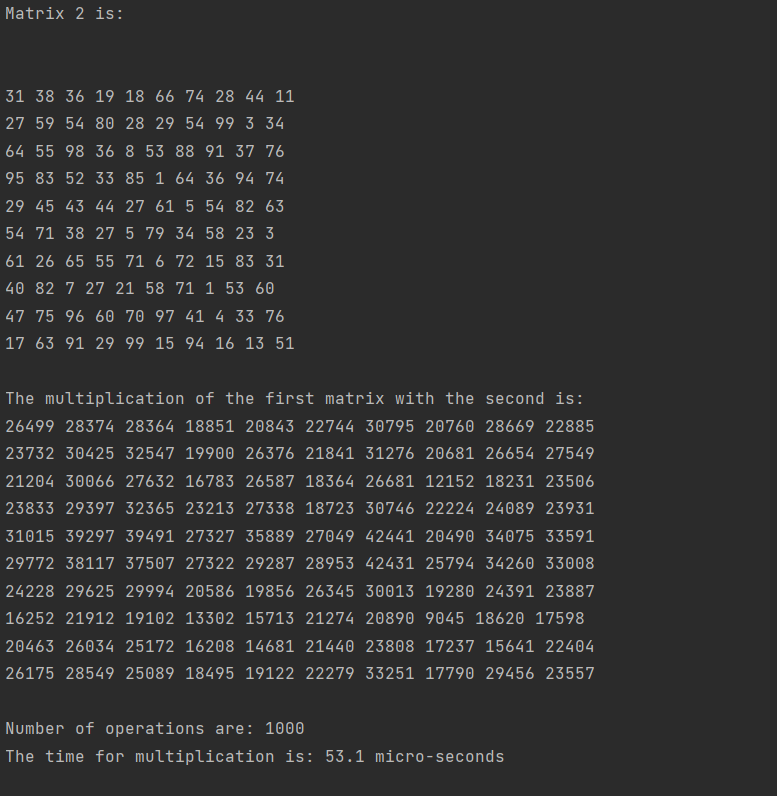 Matrix 2 is:
31 38 36 19 18 66 74 28 44 11
27 59 54 80 28 29 54 99 3 34
64 55 98 36 8 53 88 91 37 76
95 83 52 33 85 1 64 36 94 74
29 45 43 44 27 61 5 54 82 63
54 71 38 27 5 79 34 58 23 3
61 26 65 55 71 6 72 15 83 31
40 82 7 27 21 58 71 1 53 60
47 75 96 60 70 97 41 4 33 76
17 63 91 29 99 15 94 16 13 51
The multiplication of the first matrix with the second is:
26499 28374 28364 18851 20843 22744 30795 20760 28669 22885
23732 30425 32547 19900 26376 21841 31276 20681 26654 27549
21204 30066 27632 16783 26587 18364 26681 12152 18231 23506
23833 29397 32365 23213 27338 18723 30746 22224 24089 23931
31015 39297 39491 27327 35889 27049 42441 20490 34075 33591
29772 38117 37507 27322 29287 28953 42431 25794 34260 33008
24228 29625 29994 20586 19856 26345 30013 19280 24391 23887
16252 21912 19102 13302 15713 21274 20890 9045 18620 17598
20463 26034 25172 16208 14681 21440 23808 17237 15641 22404
26175 28549 25089 18495 19122 22279 33251 17790 29456 23557
Number of operations are: 1000
The time for multiplication is: 53.1 micro-seconds